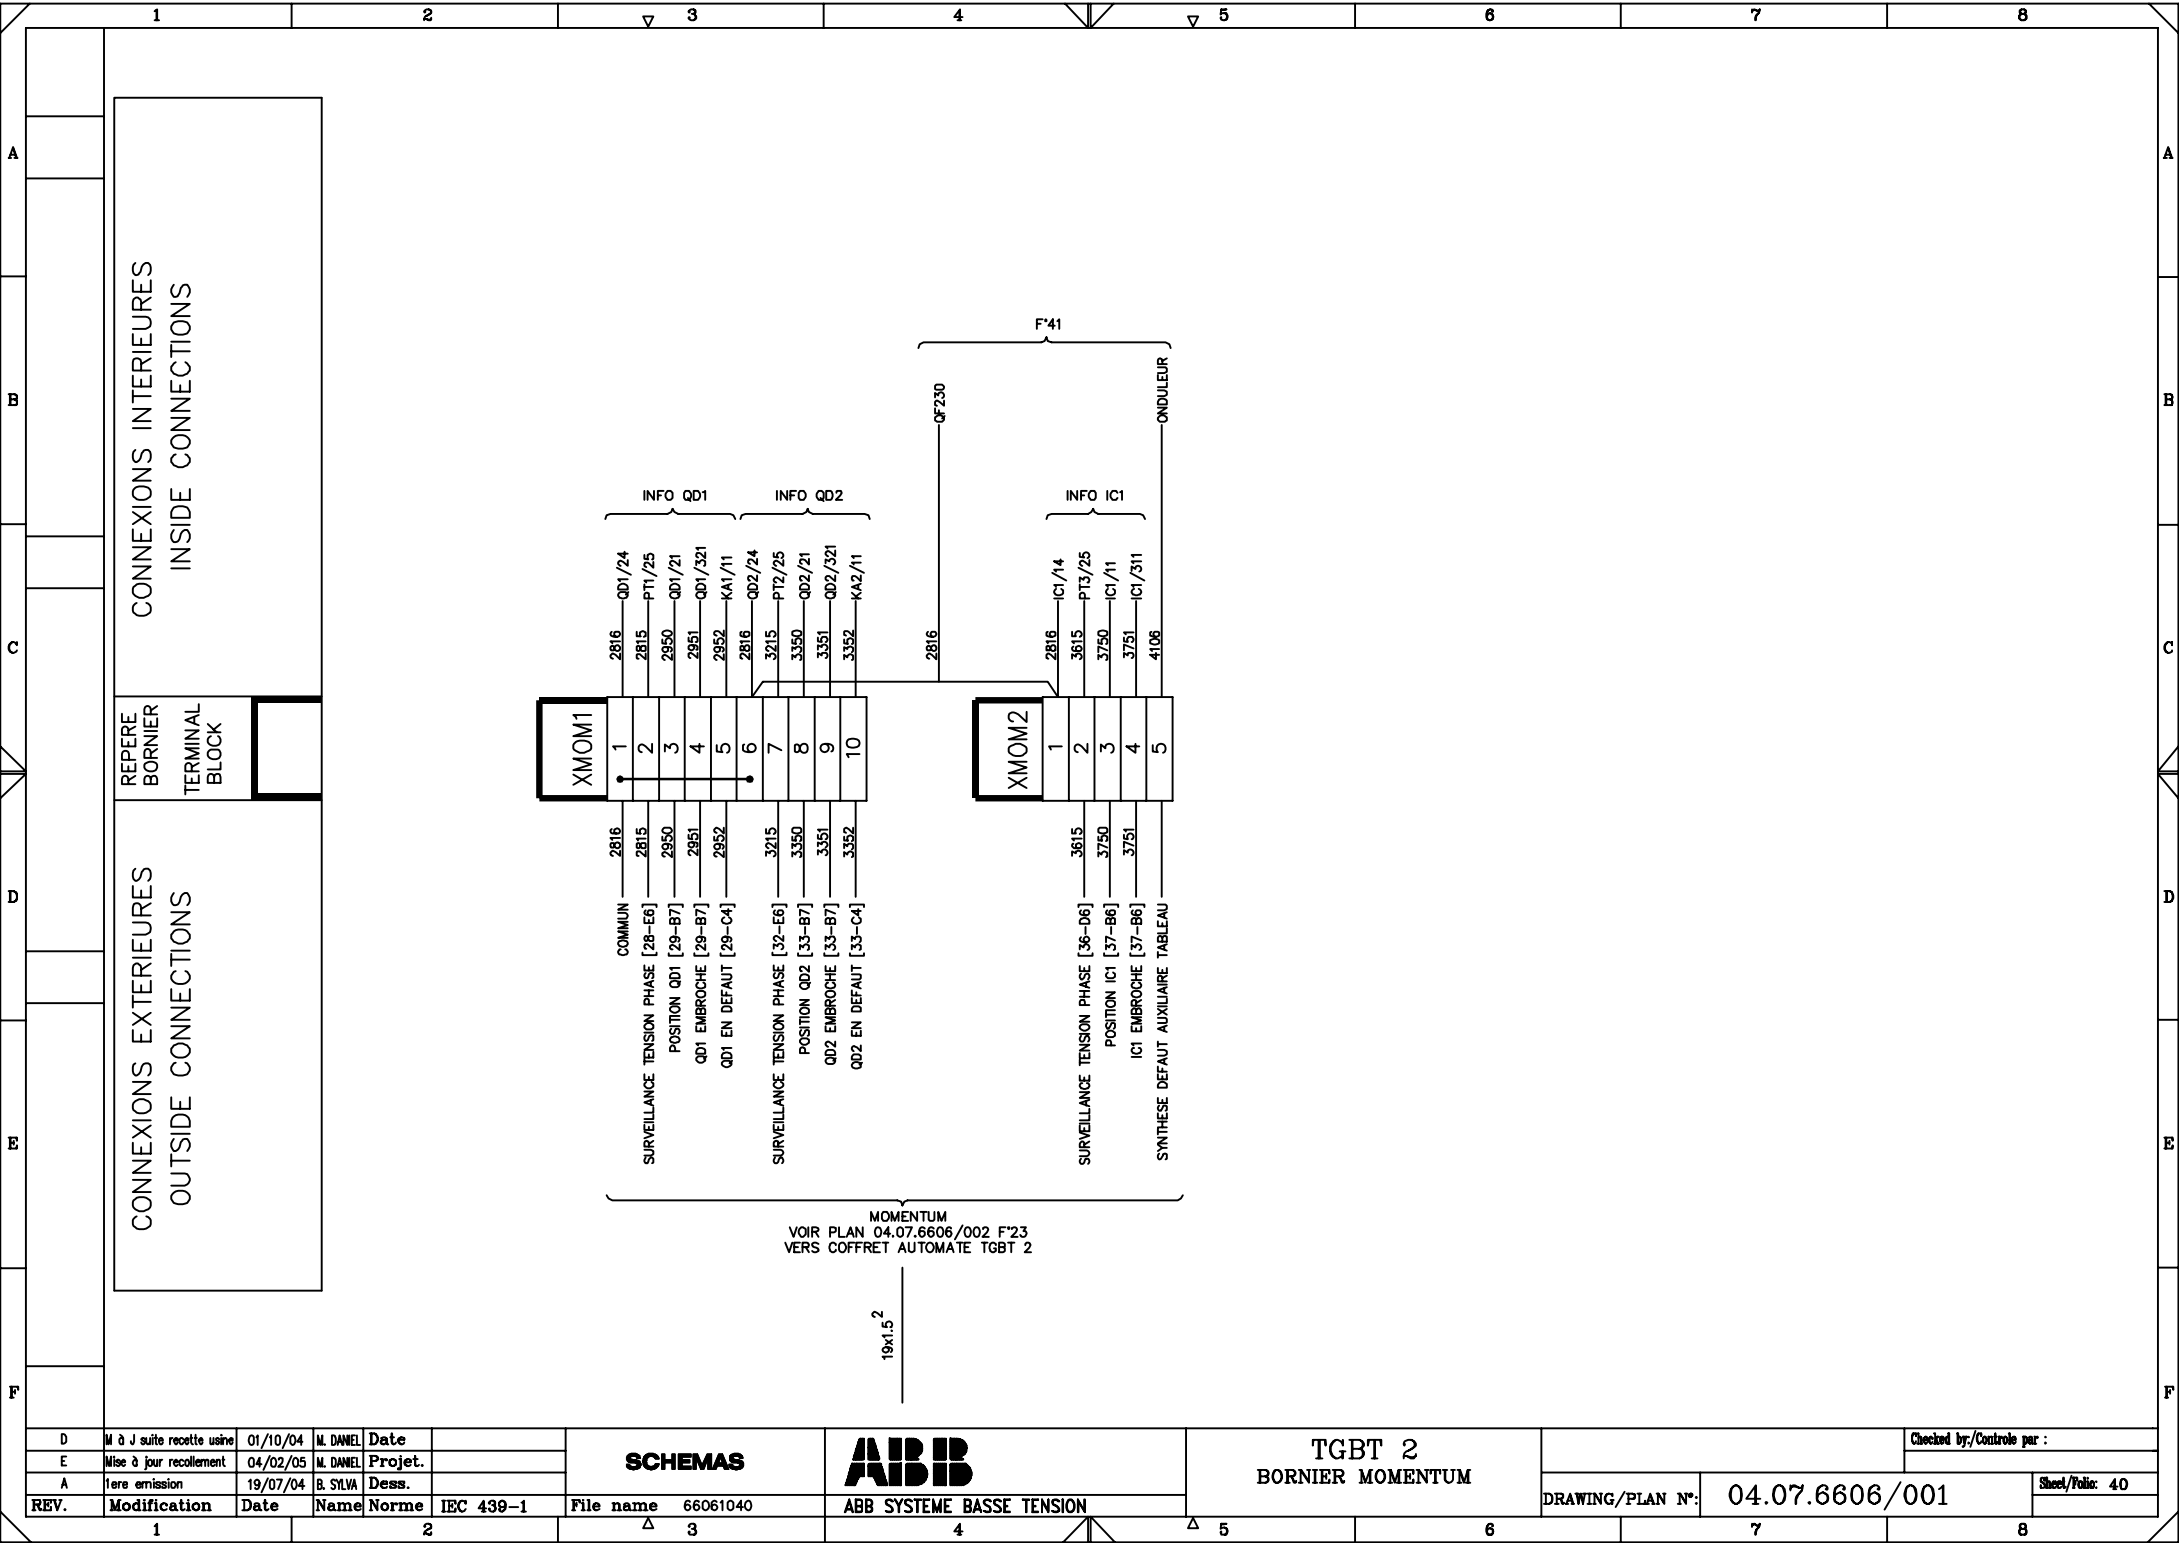 1 2 3 4 5 6 7 8
A A
B B
C C
D D
E E
F F
CONNEXIONS INTERIEURES
INSIDE CONNECTIONS
REPERE
BORNIER
TERMINAL
BLOCK
CONNEXIONS EXTERIEURES
OUTSIDE CONNECTIONS
F°41
QF230
ONDULEUR
INFO QD1
INFO QD2
INFO IC1
QD1/24
PT1/25
QD1/21
QD1/321
KA1/11
QD2/24
PT2/25
QD2/21
QD2/321
KA2/11
IC1/14
PT3/25
IC1/11
IC1/311
2816
2815
2950
2951
2952
2816
3215
3350
3351
3352
2816
2816
3615
3750
3751
4106
XMOM1
1
2
3
4
5
6
7
8
9
10
XMOM2
1
2
3
4
5
2816
2815
2950
2951
2952
3215
3350
3351
3352
3615
3750
3751
COMMUN
SURVEILLANCE TENSION PHASE [28-E6]
POSITION QD1 [29-B7]
QD1 EMBROCHE [29-B7]
QD1 EN DEFAUT [29-C4]
SURVEILLANCE TENSION PHASE [32-E6]
POSITION QD2 [33-B7]
QD2 EMBROCHE [33-B7]
QD2 EN DEFAUT [33-C4]
SURVEILLANCE TENSION PHASE [36-D6]
POSITION IC1 [37-B6]
IC1 EMBROCHE [37-B6]
SYNTHESE DEFAUT AUXILIAIRE TABLEAU
MOMENTUM
VOIR PLAN 04.07.6606/002 F°23
VERS COFFRET AUTOMATE TGBT 2
19x1.5²
D M à J suite recette usine 01/10/04 M. DANIEL Date
E Mise à jour recollement 04/02/05 M. DANIEL Projet.
A 1ere emission 19/07/04 B. SYLVA Dess.
REV. Modification Date Name Norme IEC 439-1
SCHEMAS
File name 66061040
ABB
ABB SYSTEME BASSE TENSION
TGBT 2
BORNIER MOMENTUM
DRAWING/PLAN N°: 04.07.6606/001
Checked by:/Controle par :
Sheet/Folio: 40
1 2 3 4 5 6 7 8